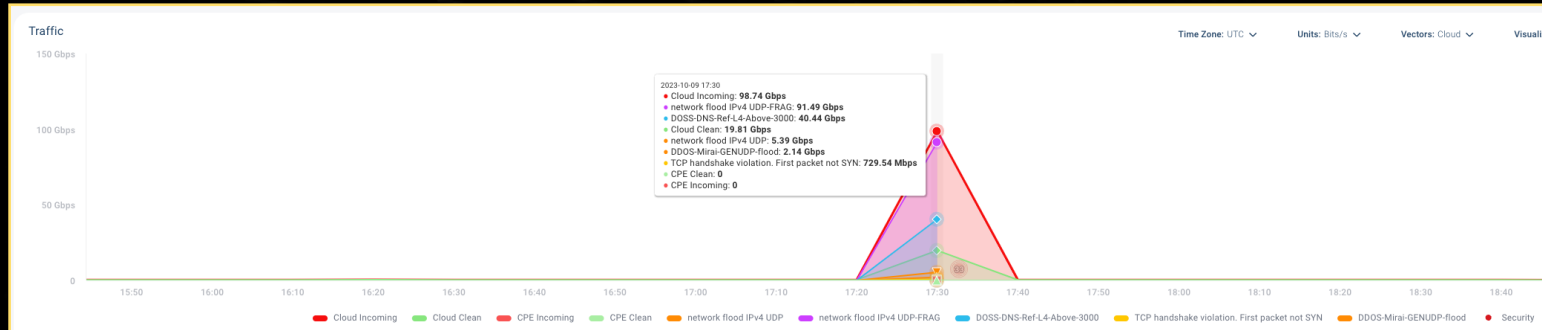 Traffic
Time Zone: UTC Units: Bits/s Vectors: Cloud
150 Gbps
100 Gbps
50 Gbps
0
2023-10-09 17:30
Cloud Incoming: 98.74 Gbps
network flood IPv4 UDP-FRAG: 91.49 Gbps
DOSS-DNS-Ref-L4-Above-3000: 40.44 Gbps
Cloud Clean: 19.81 Gbps
network flood IPv4 UDP: 5.39 Gbps
DDOS-Mirai-GENUDP-flood: 2.14 Gbps
TCP handshake violation. First packet not SYN: 729.54 Mbps
CPE Clean: 0
CPE Incoming: 0
15:50 16:00 16:10 16:20 16:30 16:40 16:50 17:00 17:10 17:20 17:30 17:40 17:50 18:00 18:10 18:20 18:30 18:40
Cloud Incoming Cloud Clean CPE Incoming CPE Clean network flood IPv4 UDP network flood IPv4 UDP-FRAG DOSS-DNS-Ref-L4-Above-3000 TCP handshake violation. First packet not SYN DDOS-Mirai-GENUDP-flood Security